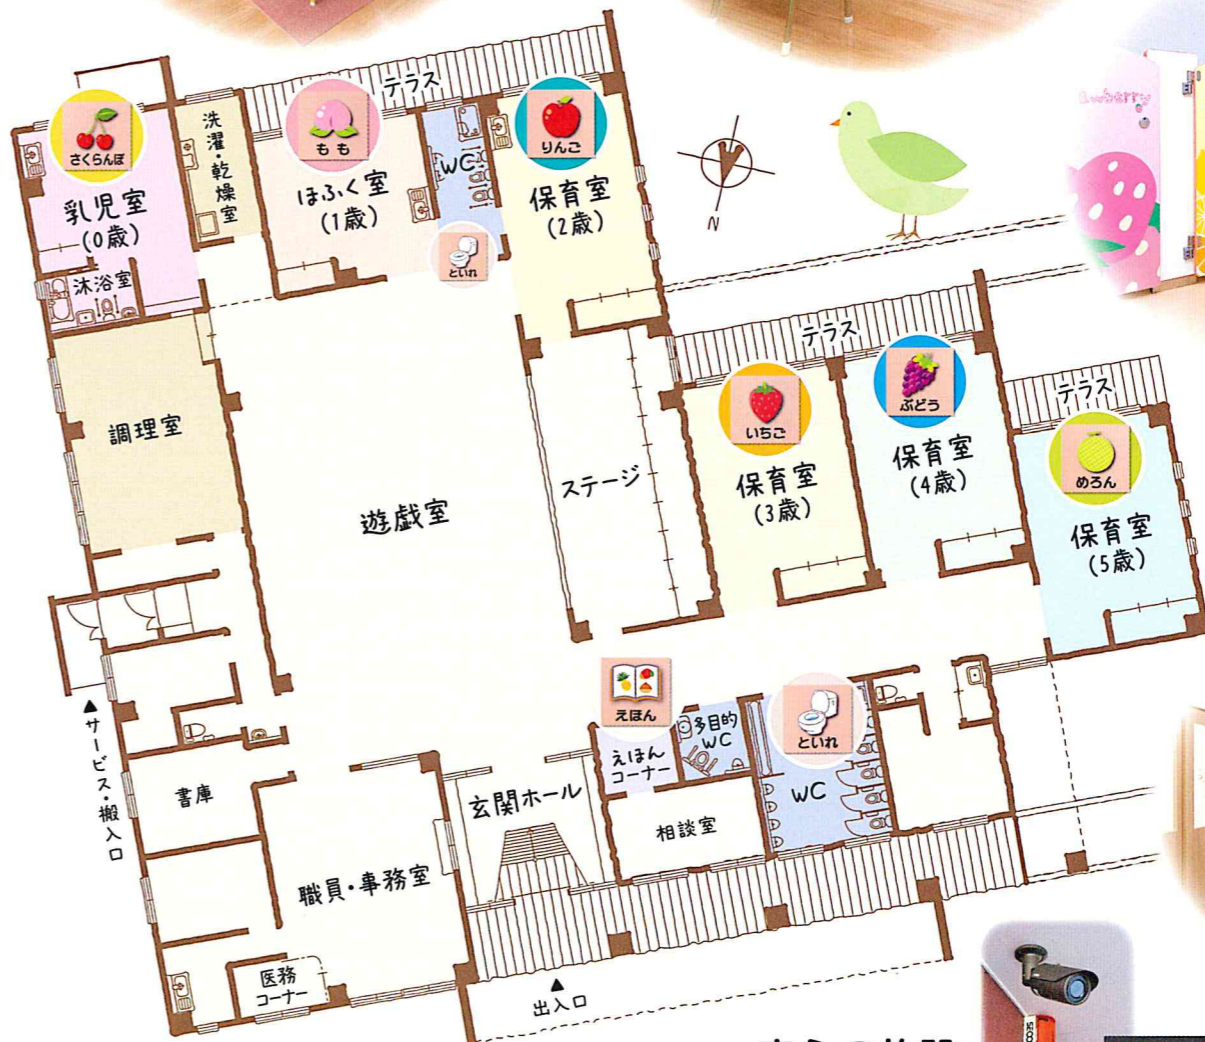 テラス
さくらんぼ
乳児室
(0歳)
沐浴室
洗濯・乾燥室
もも
ほふく室
(1歳)
WC
といれ
りんご
保育室
(2歳)
N
調理室
遊戯室
ステージ
テラス
いちご
保育室
(3歳)
ぶどう
保育室
(4歳)
テラス
めろん
保育室
(5歳)
▲サービス・搬入口
書庫
職員・事務室
医務
コーナー
玄関ホール
えほん
えほん
コーナー
多目的
WC
相談室
といれ
WC
▲
出入口